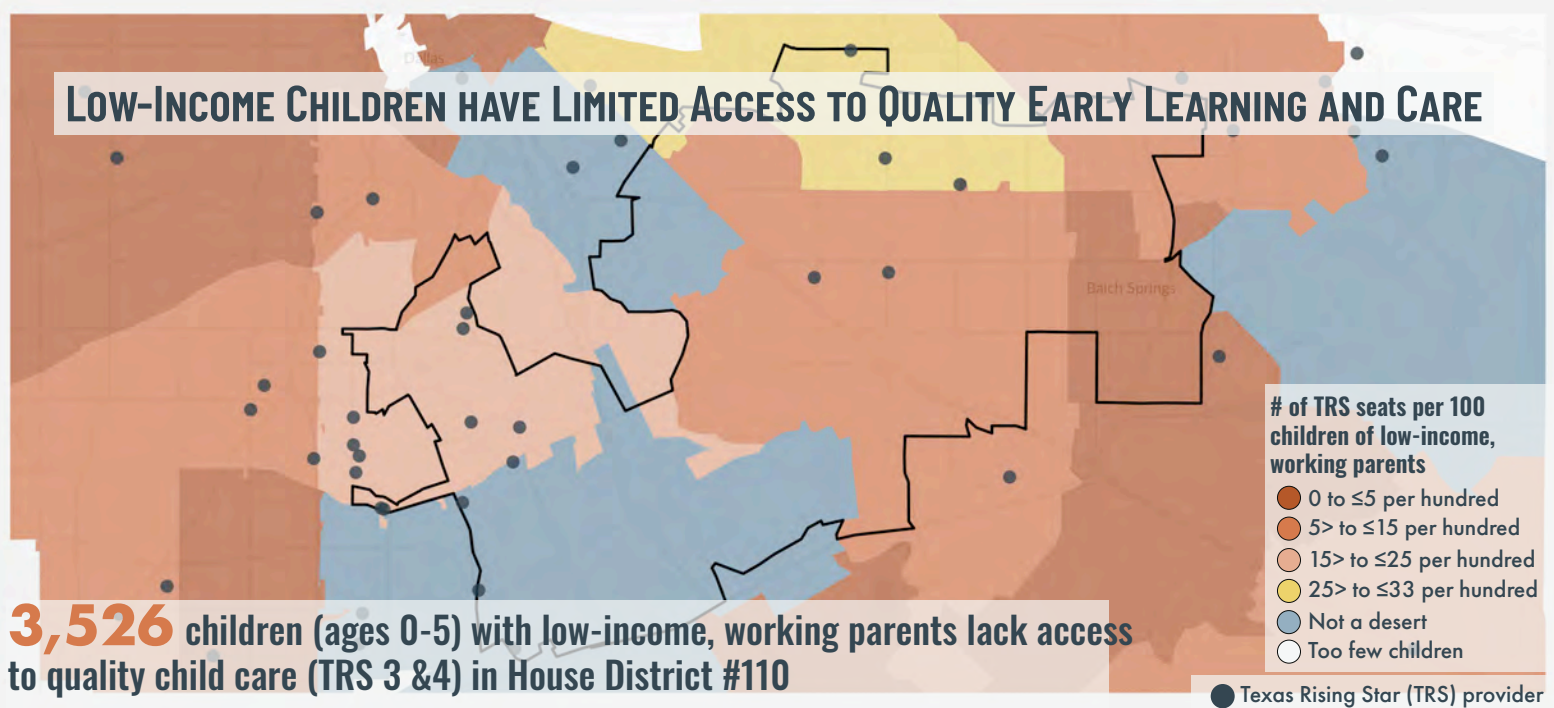 Dallas
LOW-INCOME CHILDREN HAVE LIMITED ACCESS TO QUALITY EARLY LEARNING AND CARE
Balch Springs
# of TRS seats per 100
children of low-income,
working parents
0 to ≤5 per hundred
5> to ≤15 per hundred
15> to ≤25 per hundred
25> to ≤33 per hundred
Not a desert
Too few children
3,526 children (ages 0-5) with low-income, working parents lack access
to quality child care (TRS 3 &4) in House District #110
Texas Rising Star (TRS) provider